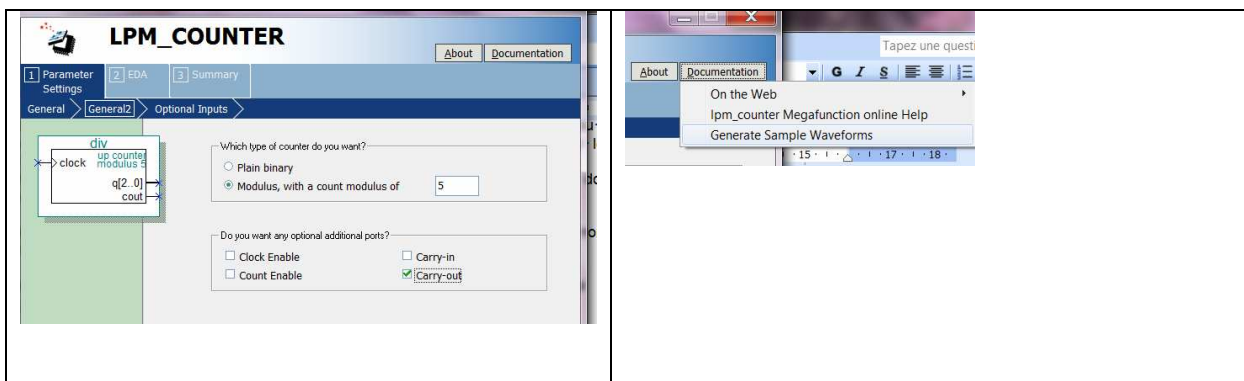 LPM_COUNTER
About Documentation
1 Parameter Settings 2 EDA 3 Summary
General General2 Optional Inputs
div
up counter
clock modulus 5
q[2..0]
cout
Which type of counter do you want?
Plain binary
Modulus, with a count modulus of 5
Do you want any optional additional ports?
Clock Enable Carry-in
Count Enable Carry-out
Tapez une questi
About Documentation G I S
On the Web
lpm_counter Megafunction online Help
Generate Sample Waveforms
15 17 18